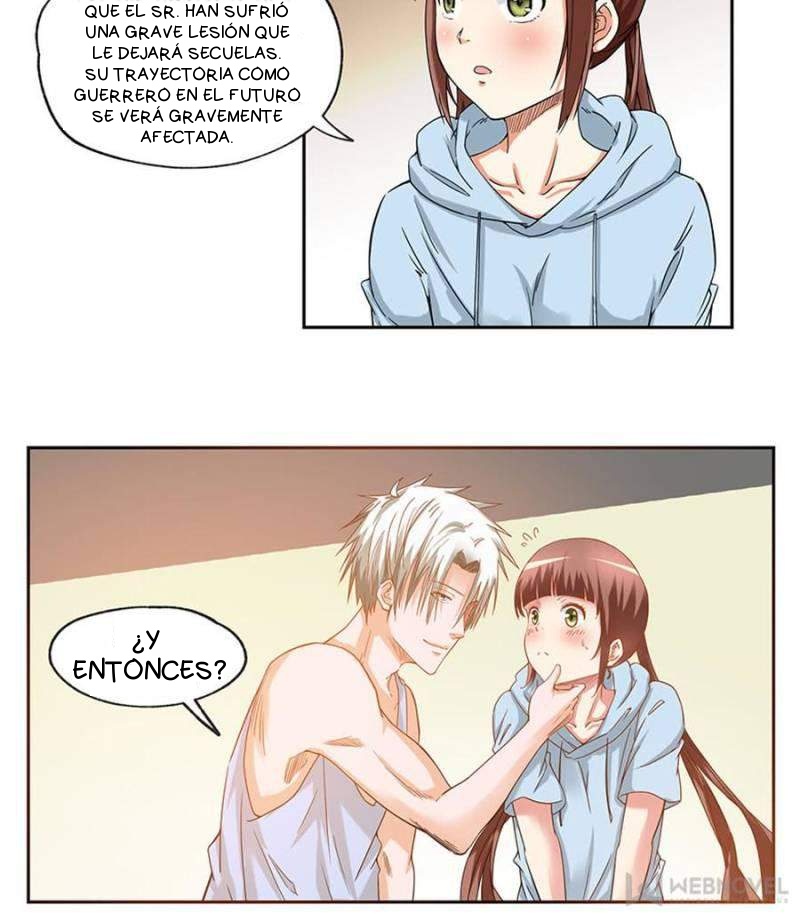 QUE EL SR. HAN SUFRIÓ
UNA GRAVE LESIÓN QUE
LE DEJARÁ SECUELAS.
SU TRAYECTORIA COMO
GUERRERO EN EL FUTURO
SE VERÁ GRAVEMENTE
AFECTADA.
¿Y
ENTONCES?
WEBNOVEL